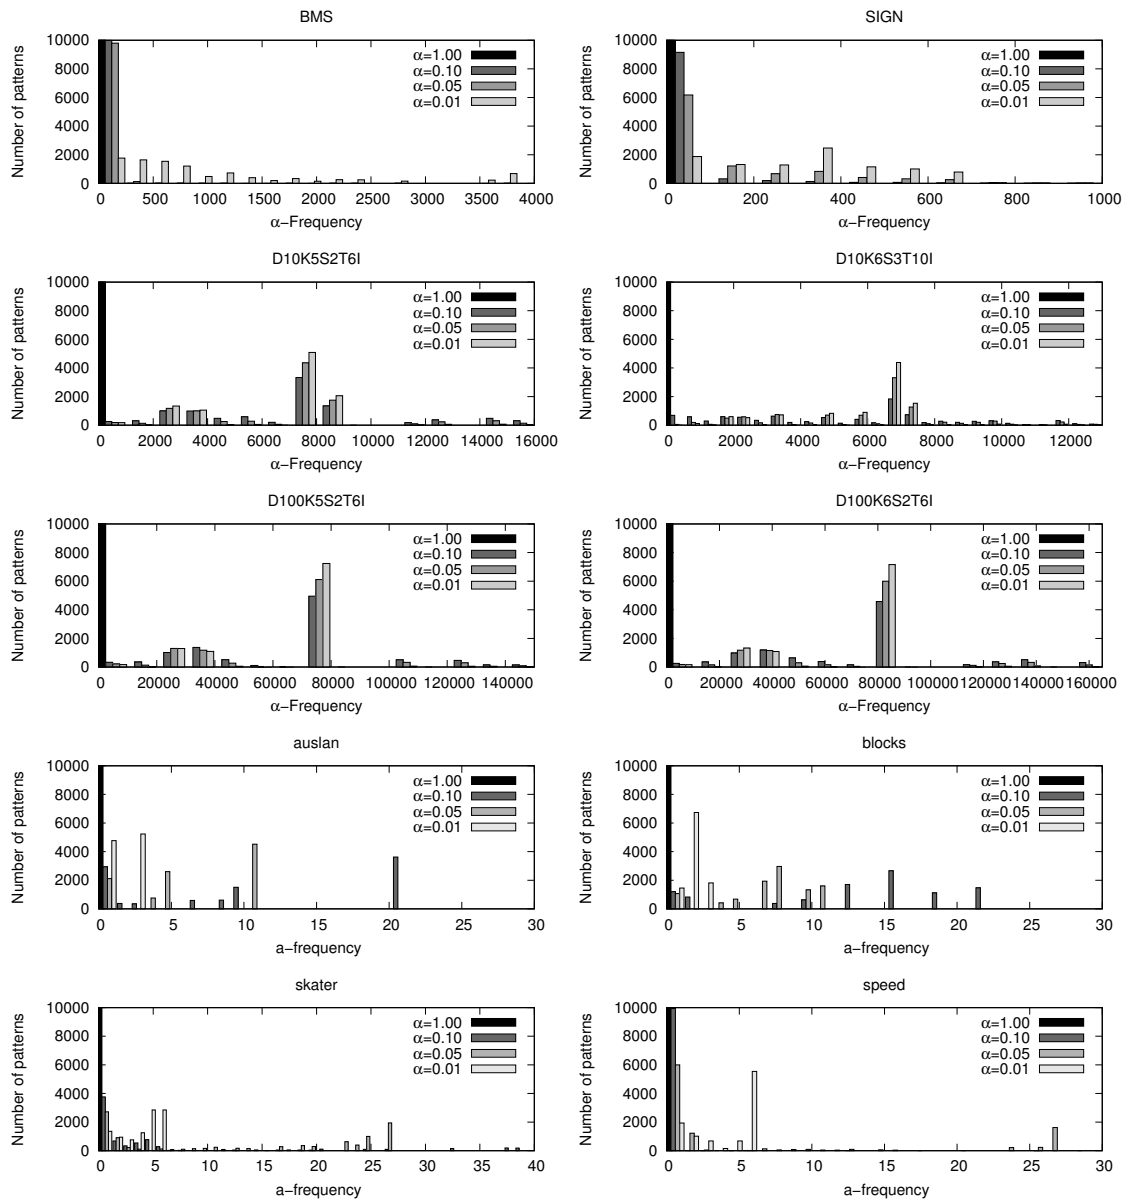 BMS
Number of patterns
10000
8000
6000
4000
2000
0
α=1.00
α=0.10
α=0.05
α=0.01
0 500 1000 1500 2000 2500 3000 3500 4000
α−Frequency
SIGN
Number of patterns
10000
8000
6000
4000
2000
0
α=1.00
α=0.10
α=0.05
α=0.01
0 200 400 600 800 1000
α−Frequency
D10K5S2T6I
Number of patterns
10000
8000
6000
4000
2000
0
α=1.00
α=0.10
α=0.05
α=0.01
0 2000 4000 6000 8000 10000 12000 14000 16000
α−Frequency
D10K6S3T10I
Number of patterns
10000
8000
6000
4000
2000
0
α=1.00
α=0.10
α=0.05
α=0.01
0 2000 4000 6000 8000 10000 12000
α−Frequency
D100K5S2T6I
Number of patterns
10000
8000
6000
4000
2000
0
α=1.00
α=0.10
α=0.05
α=0.01
0 20000 40000 60000 80000 100000 120000 140000
α−Frequency
D100K6S2T6I
Number of patterns
10000
8000
6000
4000
2000
0
α=1.00
α=0.10
α=0.05
α=0.01
0 20000 40000 60000 80000 100000 120000 140000 160000
α−Frequency
auslan
Number of patterns
10000
8000
6000
4000
2000
0
α=1.00
α=0.10
α=0.05
α=0.01
0 5 10 15 20 25 30
a−frequency
blocks
Number of patterns
10000
8000
6000
4000
2000
0
α=1.00
α=0.10
α=0.05
α=0.01
0 5 10 15 20 25 30
a−frequency
skater
Number of patterns
10000
8000
6000
4000
2000
0
α=1.00
α=0.10
α=0.05
α=0.01
0 5 10 15 20 25 30 35 40
a−frequency
speed
Number of patterns
10000
8000
6000
4000
2000
0
α=1.00
α=0.10
α=0.05
α=0.01
0 5 10 15 20 25 30
a−frequency